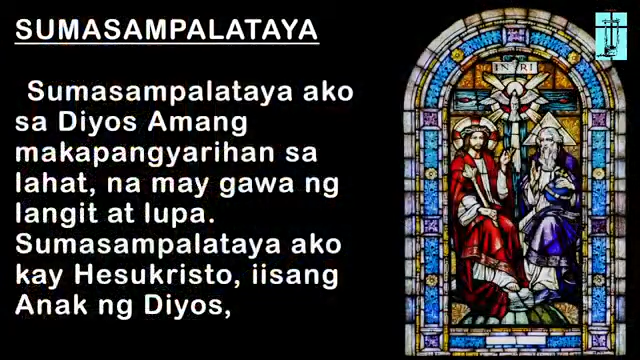 SUMASAMPALATAYA
Sumasampalataya ako
sa Diyos Amang
makapangyarihan sa
lahat, na may gawa ng
langit at lupa.
Sumasampalataya ako
kay Hesukristo, iisang
Anak ng Diyos,